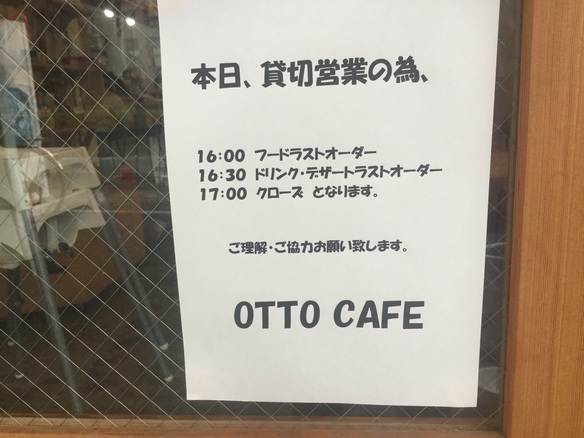 本日、貸切営業の為、
16:00 フードラストオーダー
16:30 ドリンク・デザートラストオーダー
17:00 クローズ となります。
ご理解・ご協力お願い致します。
OTTO CAFE